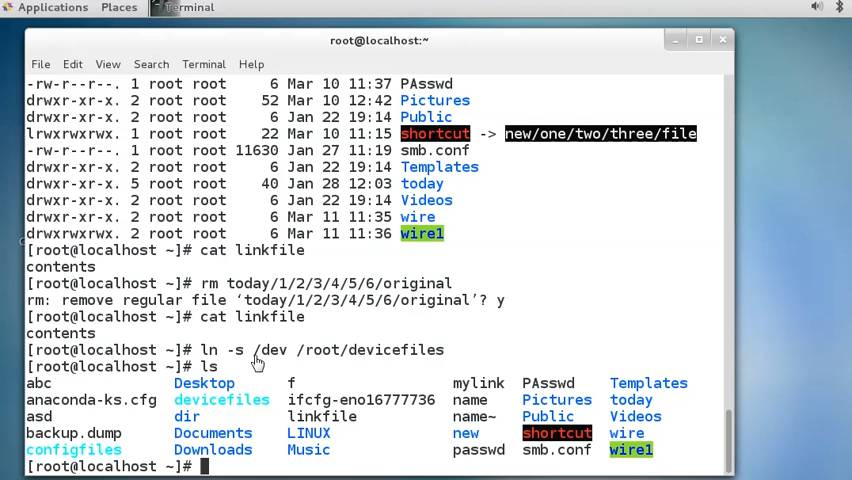 Applications Places Terminal
root@localhost:~
File Edit View Search Terminal Help
-rw-r--r--. 1 root root 6 Mar 10 11:37 PAsswd
drwxr-xr-x. 2 root root 52 Mar 10 12:42 Pictures
drwxr-xr-x. 2 root root 6 Jan 22 19:14 Public
lrwxrwxrwx. 1 root root 22 Mar 10 11:15 shortcut -> new/one/two/three/file
-rw-r--r--. 1 root root 11630 Jan 27 11:19 smb.conf
drwxr-xr-x. 2 root root 6 Jan 22 19:14 Templates
drwxr-xr-x. 5 root root 40 Jan 28 12:03 today
drwxr-xr-x. 2 root root 6 Jan 22 19:14 Videos
drwxr-xr-x. 2 root root 6 Mar 11 11:35 wire
drwxrwxrwx. 2 root root 6 Mar 11 11:36 wire1
[root@localhost ~]# cat linkfile
contents
[root@localhost ~]# rm today/1/2/3/4/5/6/original
rm: remove regular file ‘today/1/2/3/4/5/6/original’? y
[root@localhost ~]# cat linkfile
contents
[root@localhost ~]# ln -s /dev /root/devicefiles
[root@localhost ~]# ls
abc Desktop f mylink PAsswd Templates
anaconda-ks.cfg devicefiles ifcfg-eno16777736 name Pictures today
asd dir linkfile name~ Public Videos
backup.dump Documents LINUX new shortcut wire
configfiles Downloads Music passwd smb.conf wire1
[root@localhost ~]#